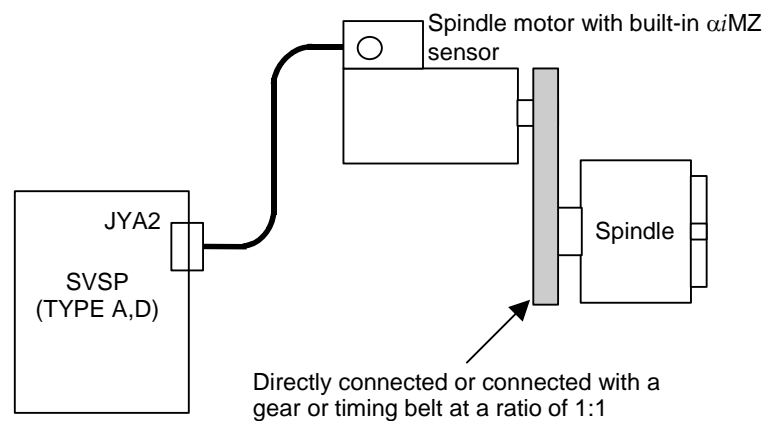 Spindle motor with built-in αiMZ
sensor
JYA2
SVSP
(TYPE A,D)
Spindle
Directly connected or connected with a
gear or timing belt at a ratio of 1:1